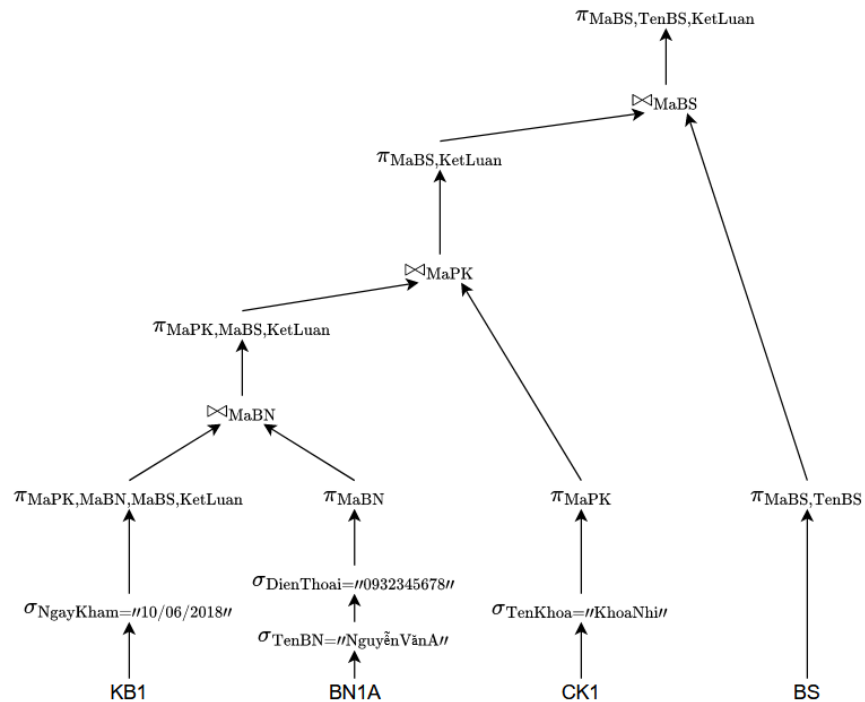 π MaBS,TenBS,KetLuan
⋈ MaBS
π MaBS,KetLuan
⋈ MaPK
π MaPK,MaBS,KetLuan
⋈ MaBN
π MaPK,MaBN,MaBS,KetLuan π MaBN π MaPK π MaBS,TenBS
σ DienThoai=″0932345678″
σ NgayKham=″10/06/2018″ σ TenKhoa=″KhoaNhi″
σ TenBN=″NguyễnVănA″
KB1 BN1A CK1 BS